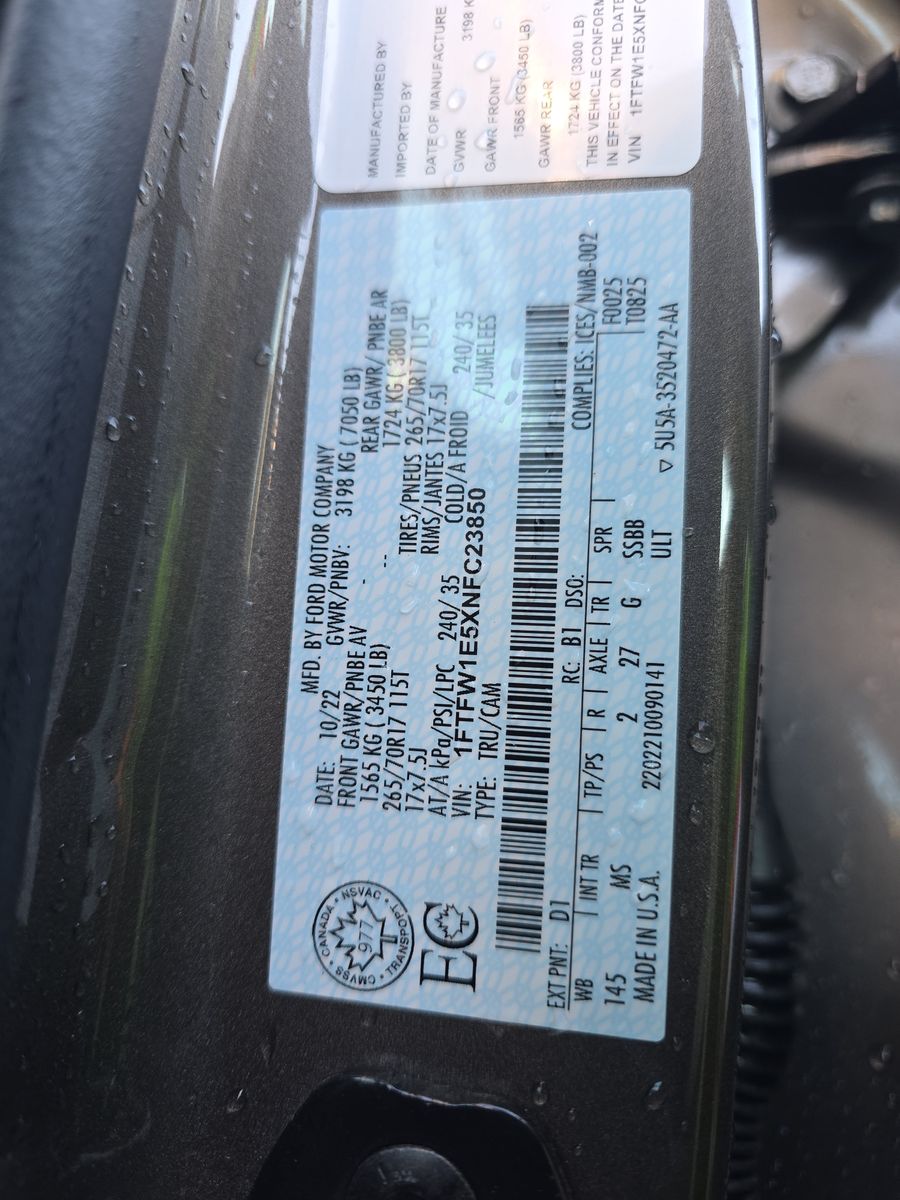 MANUFACTURED BY
IMPORTED BY
DATE OF MANUFACTURE
GVWR 3198 K
GAWR FRONT
1565 KG (3450 LB)
GAWR REAR
1724 KG (3800 LB)
THIS VEHICLE CONFORM
IN EFFECT ON THE DATE
VIN 1FTFW1E5XNFC
CANADA • NSVAC • TRANSPORT • CMVSS •
977
T
EC
MFD. BY FORD MOTOR COMPANY
DATE: 10/22 GVWR/PNBV: 3198 KG ( 7050 LB)
FRONT GAWR/PNBE AV REAR GAWR/ PNBE AR
1565 KG ( 3450 LB) - 1724 KG ( 3800 LB)
265/70R17 115T -- TIRES/PNEUS 265/70R17 115T
17x7.5J RIMS/JANTES 17x7.5J
AT/A kPa/PSI/LPC 240/ 35 COLD/A FROID 240/ 35
VIN: 1FTFW1E5XNFC23850 /JUMELEES
TYPE: TRU/CAM
EXT PNT: D1 RC: B1 DSO: COMPLIES: ICES/NMB-002
WB INT TR TP/PS R AXLE TR SPR F0025
145 MS 2 27 G SSBB T0825
MADE IN U.S.A. 2202210090141 ULT ▽ 5U5A-3520472-AA